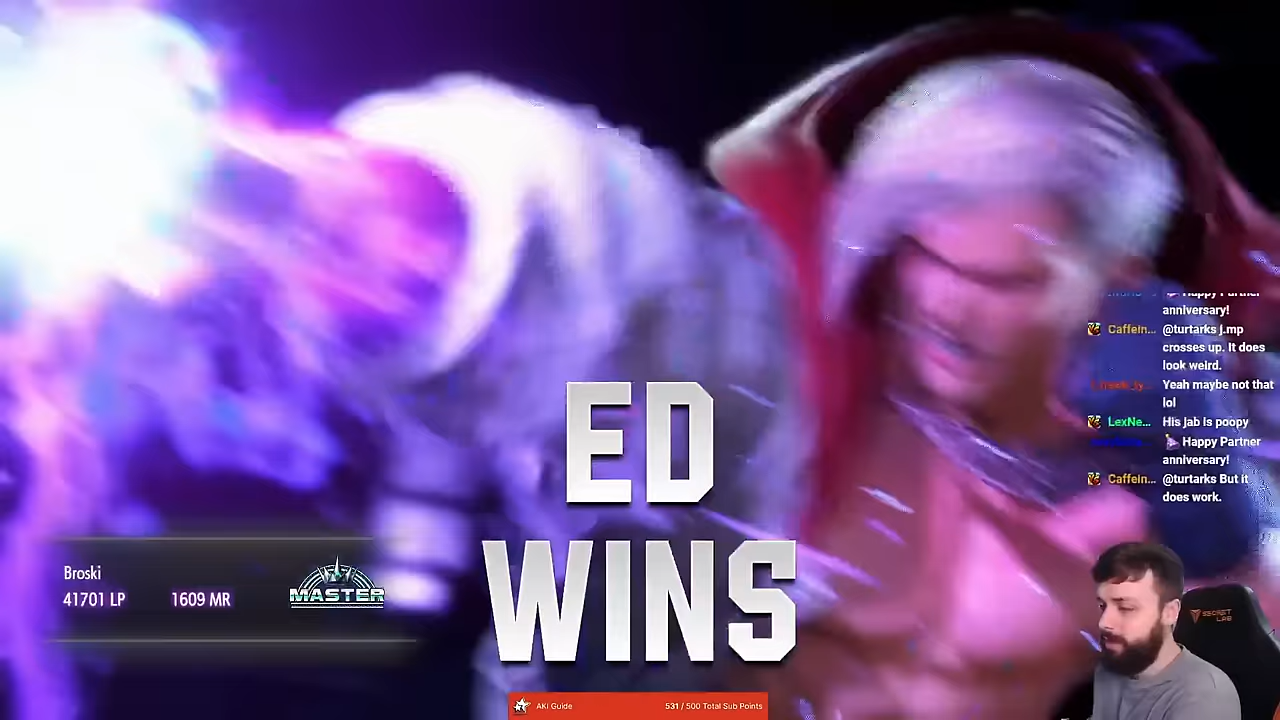 Happy Partner
anniversary!
Caffein... @turtarks j.mp
crosses up. It does
look weird.
Yeah maybe not that
lol
LexNe... His jab is poopy
Happy Partner
anniversary!
Caffein... @turtarks But it
does work.
ED
WINS
Broski
41701 LP 1609 MR
MASTER
SECRET
LAB
AKI Guide 531 / 500 Total Sub Points